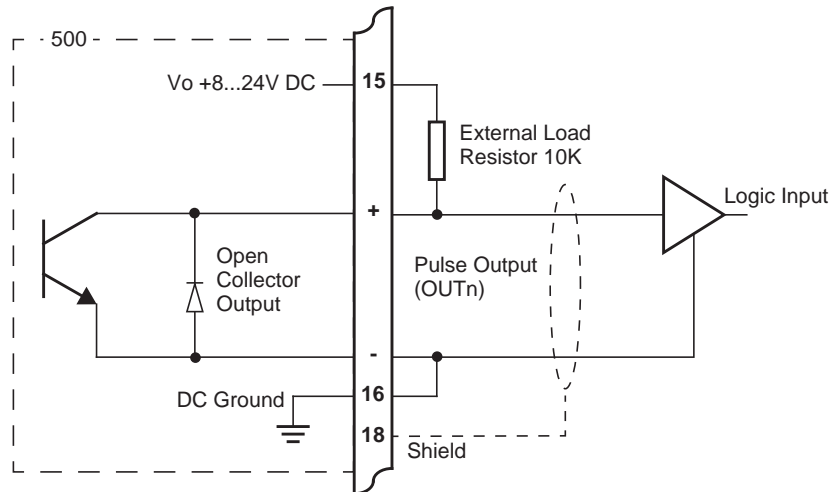 500
Vo +8...24V DC
15
External Load
Resistor 10K
Logic Input
+
Open
Collector
Output
Pulse Output
(OUTn)
-
DC Ground
16
18
Shield